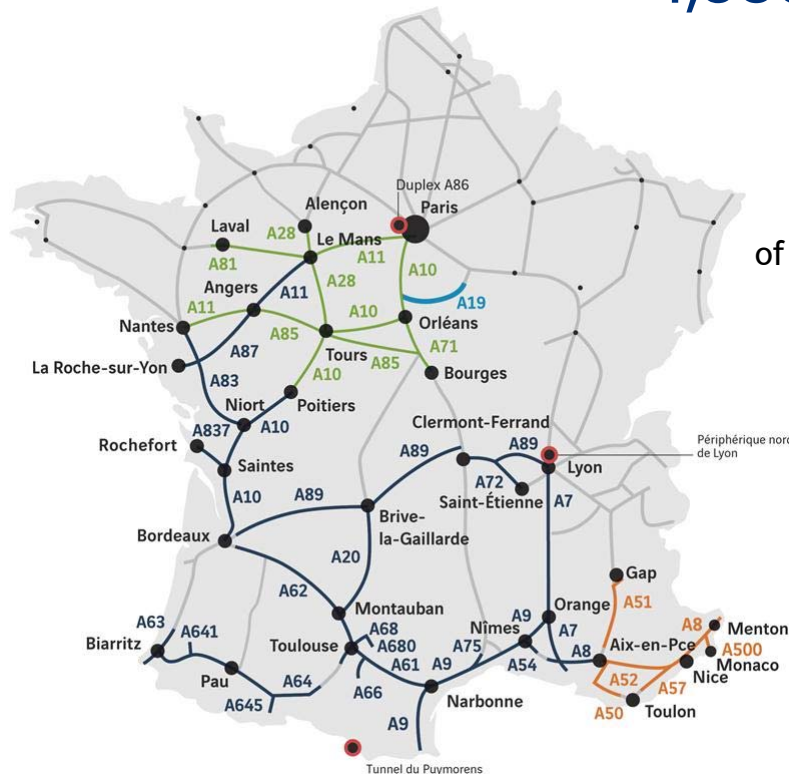 Duplex A86
Paris
of
Alençon
Laval
A28
Le Mans
A11
A81
A28
A10
Angers
A11
A19
A11
A10
Nantes
Orléans
A85
A87
Tours
A85
A71
La Roche-sur-Yon
A10
Bourges
A83
Niort
Poitiers
A837
A10
Clermont-Ferrand
Rochefort
A89
A89
Périphérique nord
de Lyon
Saintes
Lyon
A72
A10
A89
Saint-Étienne
A7
Brive-
la-Gaillarde
Bordeaux
A20
Gap
A62
A51
Montauban
A9
Orange
A63
A68
A8
Menton
A641
Toulouse
A680
A75
Nîmes
A7
Aix-en-Pce
A500
Biarritz
A61
A9
A54
A8
Monaco
Nice
A52
A57
Pau
A64
A66
A645
Narbonne
A50
Toulon
A9
Tunnel du Puymorens